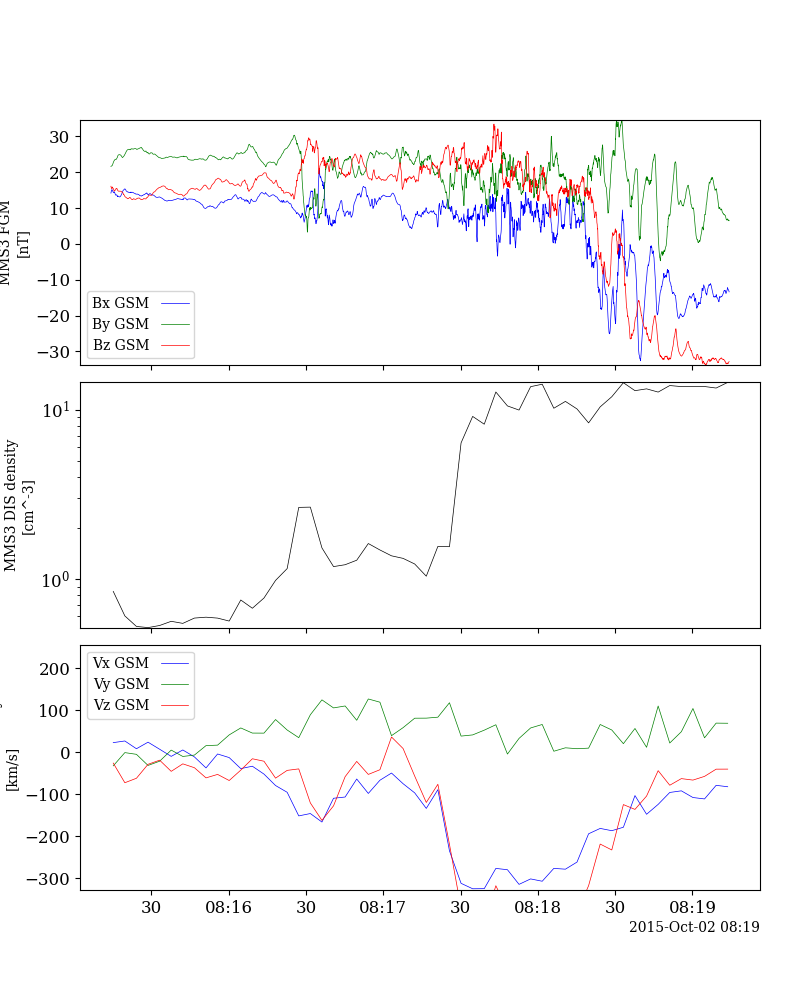 30
20
10
0
−10
−20
−30
MMS3 FGM
[nT]
Bx GSM
By GSM
Bz GSM
10^1
10^0
MMS3 DIS density
[cm^-3]
200
100
0
−100
−200
−300
[km/s]
Vx GSM
Vy GSM
Vz GSM
30 08:16 30 08:17 30 08:18 30 08:19
2015-Oct-02 08:19